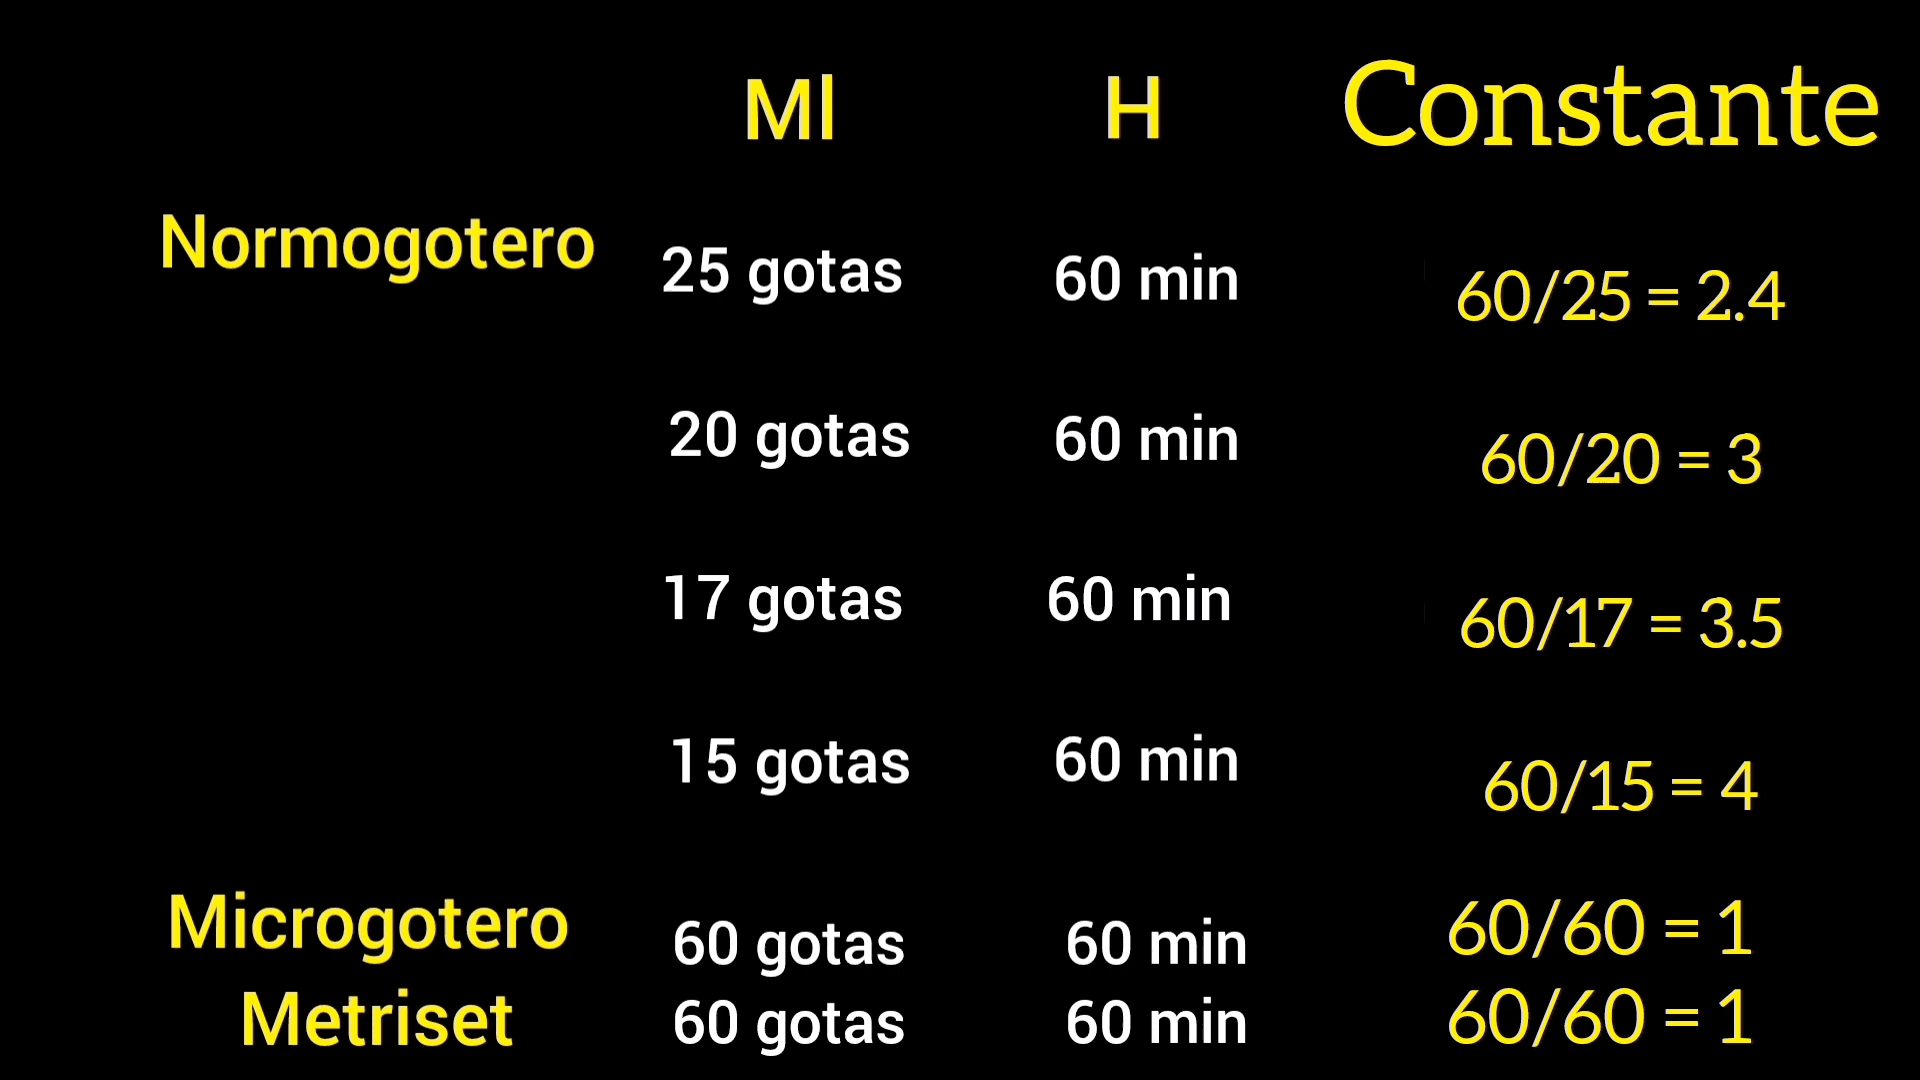 Ml H Constante
Normogotero 25 gotas 60 min 60/25 = 2.4
20 gotas 60 min 60/20 = 3
17 gotas 60 min 60/17 = 3.5
15 gotas 60 min 60/15 = 4
Microgotero 60 gotas 60 min 60/60 = 1
Metriset 60 gotas 60 min 60/60 = 1